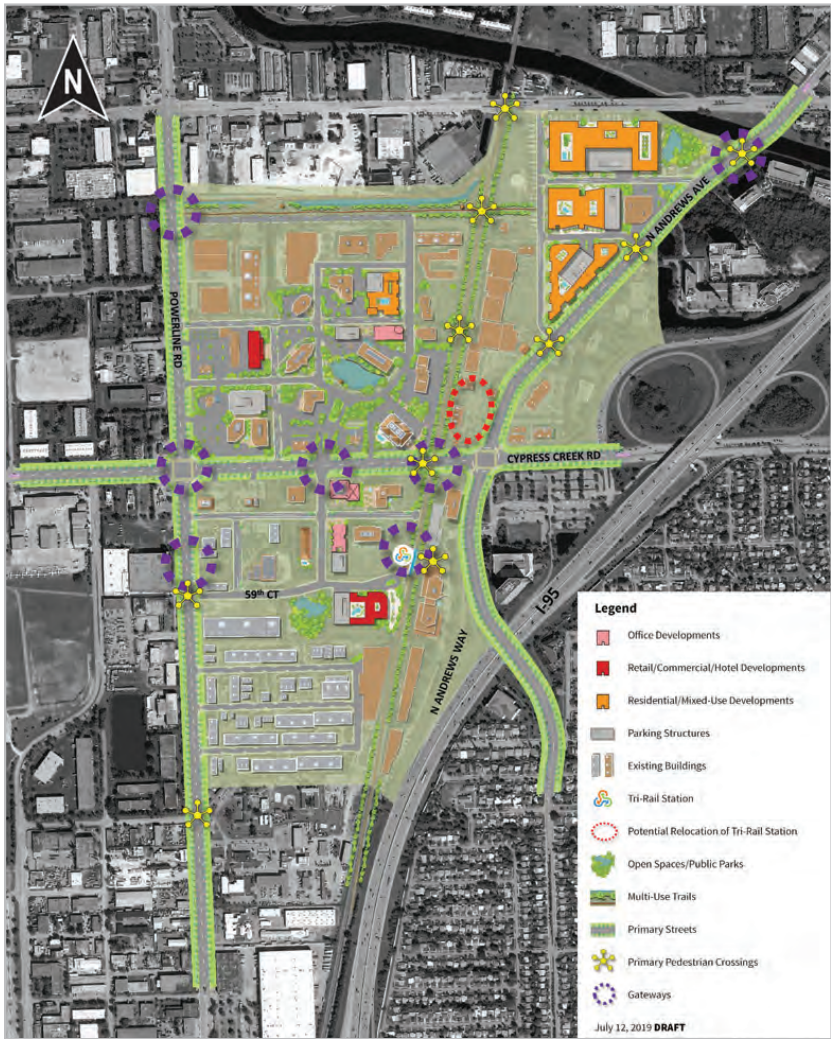 N
N ANDREWS AVE
POWERLINE RD
CYPRESS CREEK RD
59th CT
I-95
N ANDREWS WAY
Legend
Office Developments
Retail/Commercial/Hotel Developments
Residential/Mixed-Use Developments
Parking Structures
Existing Buildings
Tri-Rail Station
Potential Relocation of Tri-Rail Station
Open Spaces/Public Parks
Multi-Use Trails
Primary Streets
Primary Pedestrian Crossings
Gateways
July 12, 2019 DRAFT